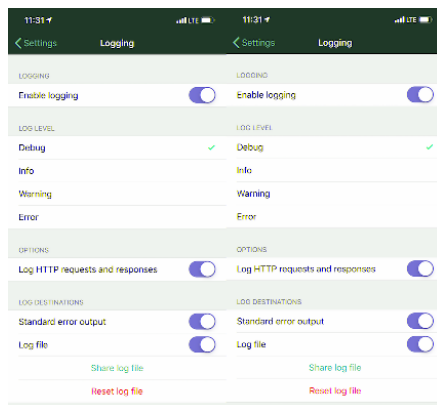 11:31 LTE
Settings Logging
LOGGING
Enable logging
LOG LEVEL
Debug
Info
Warning
Error
OPTIONS
Log HTTP requests and responses
LOG DESTINATIONS
Standard error output
Log file
Share log file
Reset log file
11:31 LTE
Settings Logging
LOGGING
Enable logging
LOG LEVEL
Debug
Info
Warning
Error
OPTIONS
Log HTTP requests and responses
LOG DESTINATIONS
Standard error output
Log file
Share log file
Reset log file